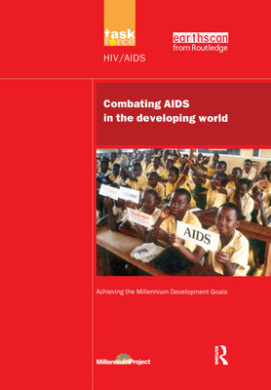 task
force
HIV/AIDS
earthscan
from Routledge
Combating AIDS
in the developing world
AIDS
Achieving the Millennium Development Goals
Millennium Project
R